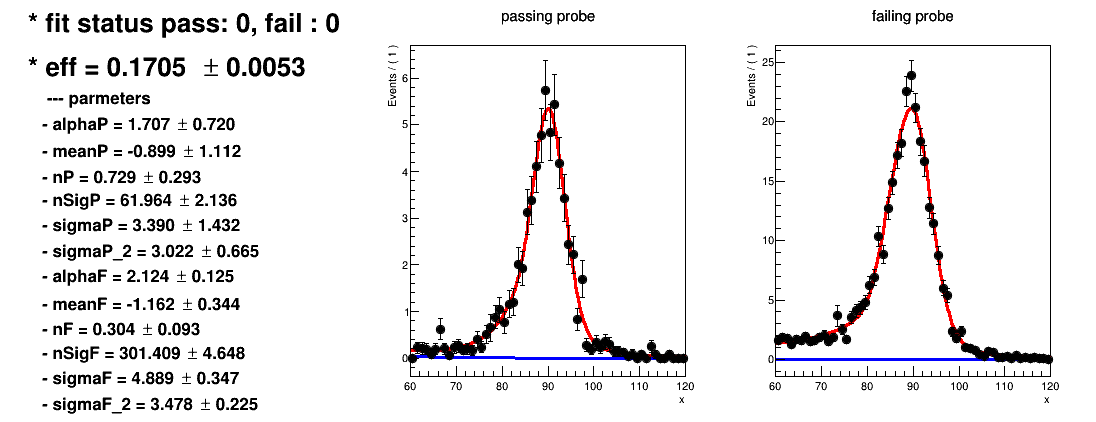 * fit status pass: 0, fail : 0
* eff = 0.1705 ± 0.0053
--- parmeters
- alphaP = 1.707 ± 0.720
- meanP = -0.899 ± 1.112
- nP = 0.729 ± 0.293
- nSigP = 61.964 ± 2.136
- sigmaP = 3.390 ± 1.432
- sigmaP_2 = 3.022 ± 0.665
- alphaF = 2.124 ± 0.125
- meanF = -1.162 ± 0.344
- nF = 0.304 ± 0.093
- nSigF = 301.409 ± 4.648
- sigmaF = 4.889 ± 0.347
- sigmaF_2 = 3.478 ± 0.225
passing probe
Events / ( 1 )
6
5
4
3
2
1
0
60 70 80 90 100 110 120
x
failing probe
Events / ( 1 )
25
20
15
10
5
0
60 70 80 90 100 110 120
x